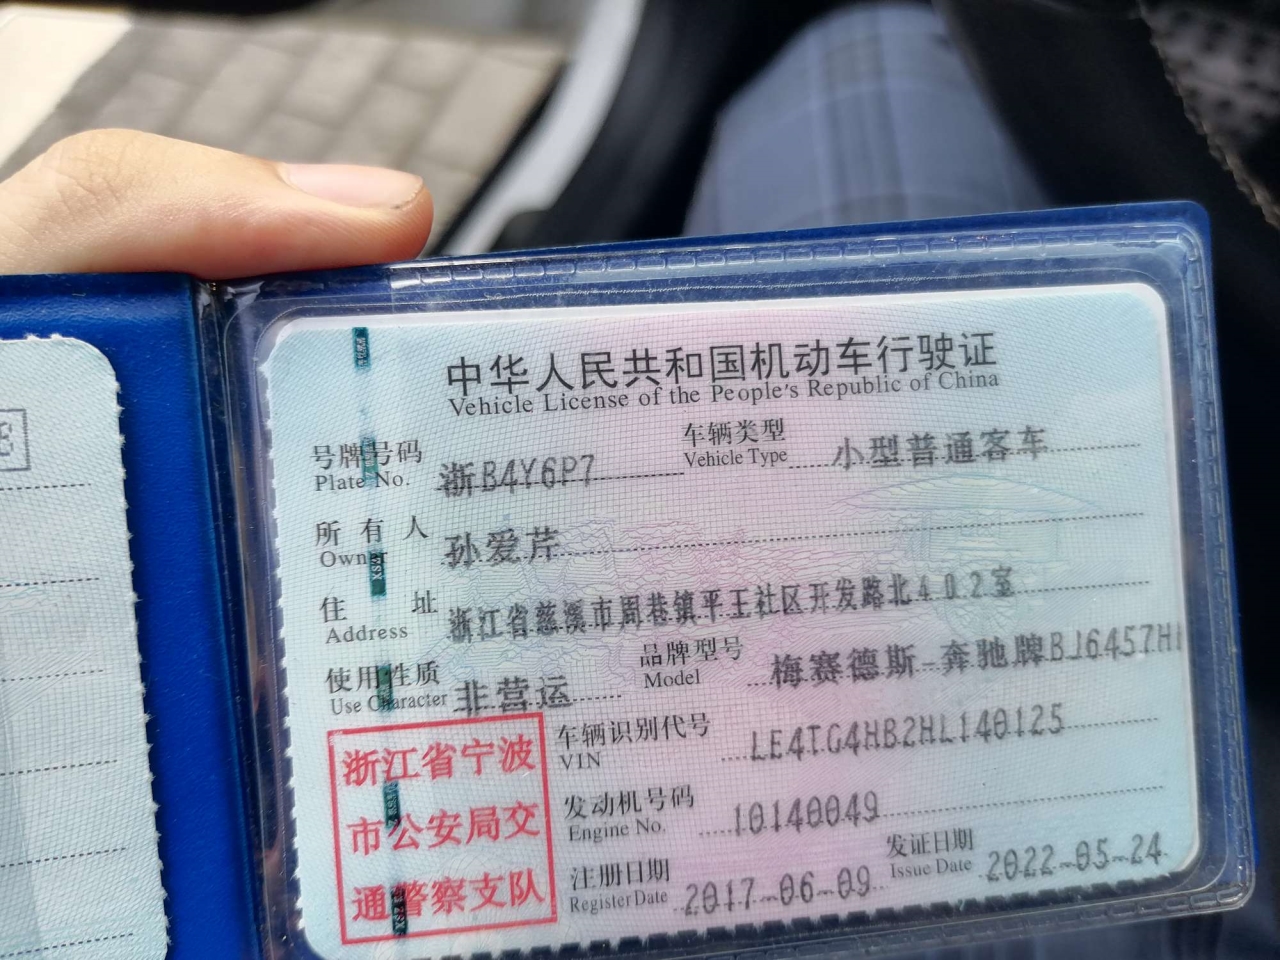 中华人民共和国机动车行驶证
Vehicle License of the People's Republic of China
号牌号码 浙B4Y6P7 车辆类型 小型普通客车
Plate No. Vehicle Type
所有人 孙爱芹
Owner
住址 浙江省慈溪市周巷镇平王社区开发路北402室
Address
使用性质 非营运 品牌型号 梅赛德斯-奔驰牌BJ6457H
Use Character Model
车辆识别代号 LE4TG4HB2HL140125
VIN
发动机号码 10140049
Engine No.
注册日期 2017-06-09 发证日期 2022-05-24
Register Date Issue Date
浙江省宁波
市公安局交
通警察支队